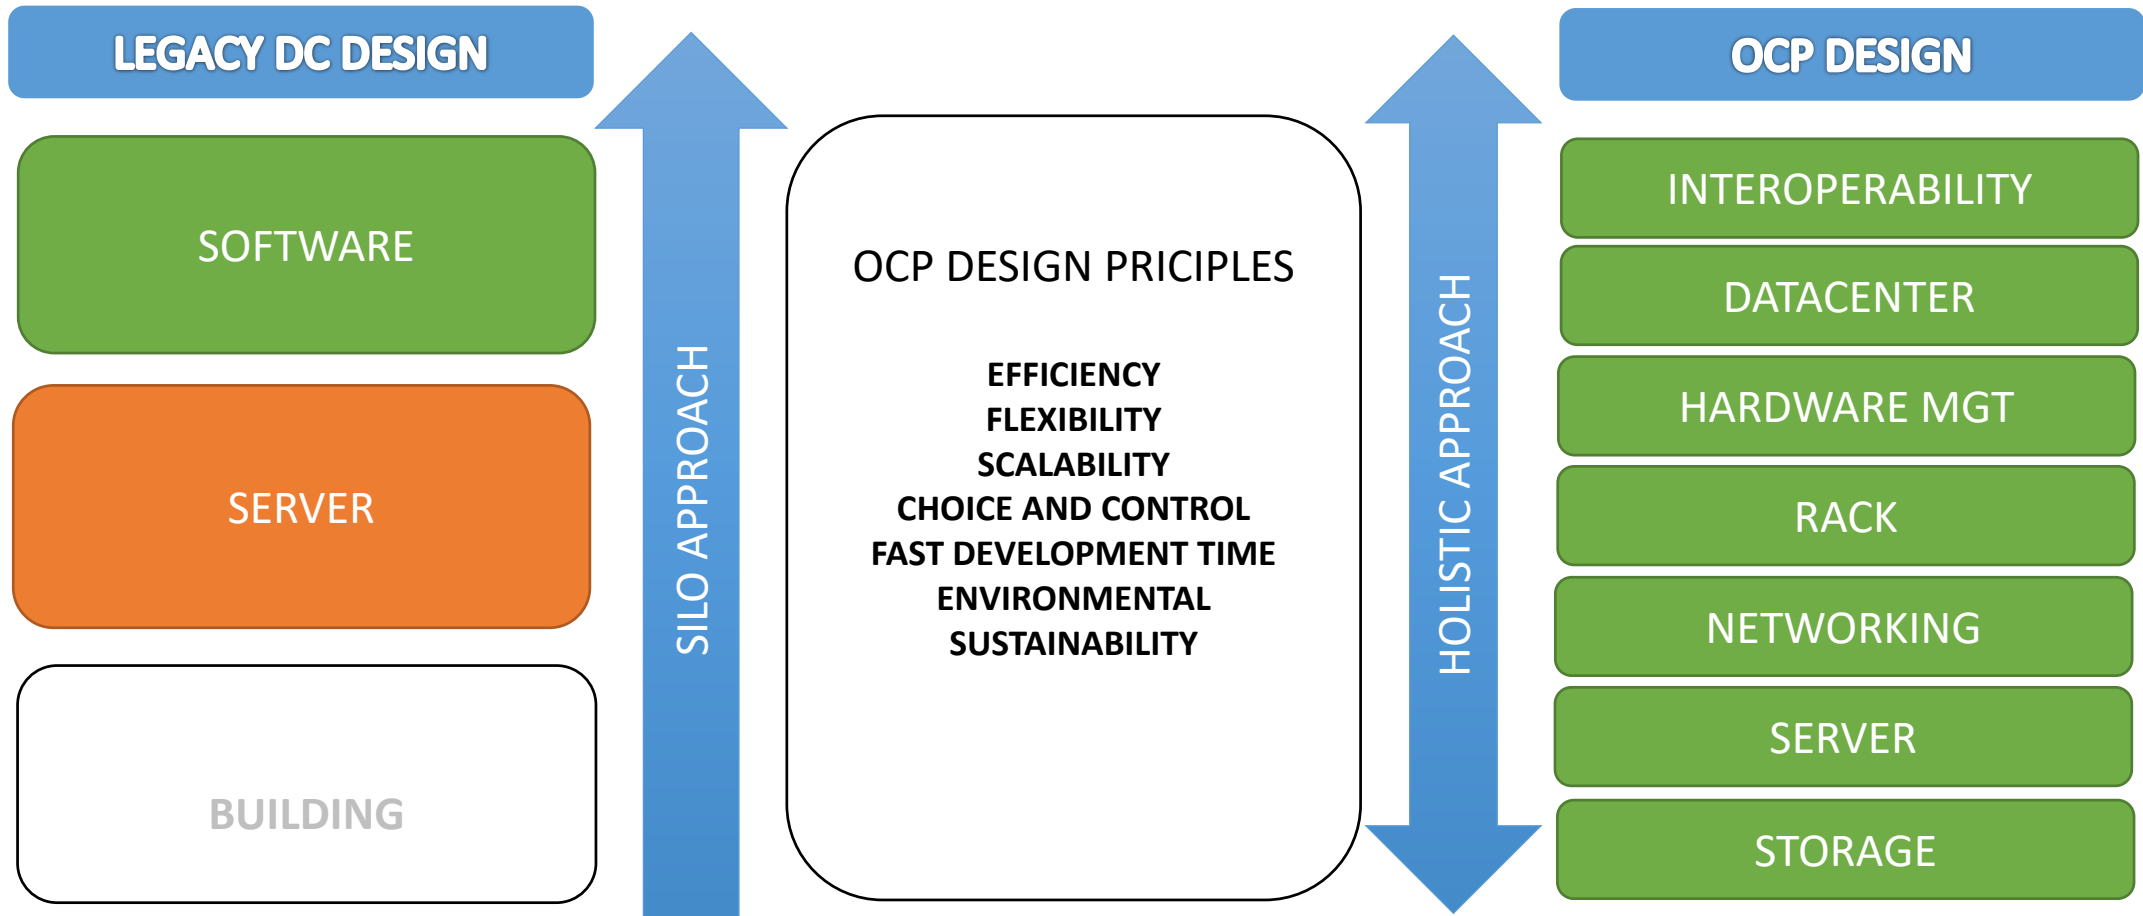 LEGACY DC DESIGN
SOFTWARE
SERVER
BUILDING
SILO APPROACH
OCP DESIGN PRICIPLES
EFFICIENCY
FLEXIBILITY
SCALABILITY
CHOICE AND CONTROL
FAST DEVELOPMENT TIME
ENVIRONMENTAL
SUSTAINABILITY
HOLISTIC APPROACH
OCP DESIGN
INTEROPERABILITY
DATACENTER
HARDWARE MGT
RACK
NETWORKING
SERVER
STORAGE